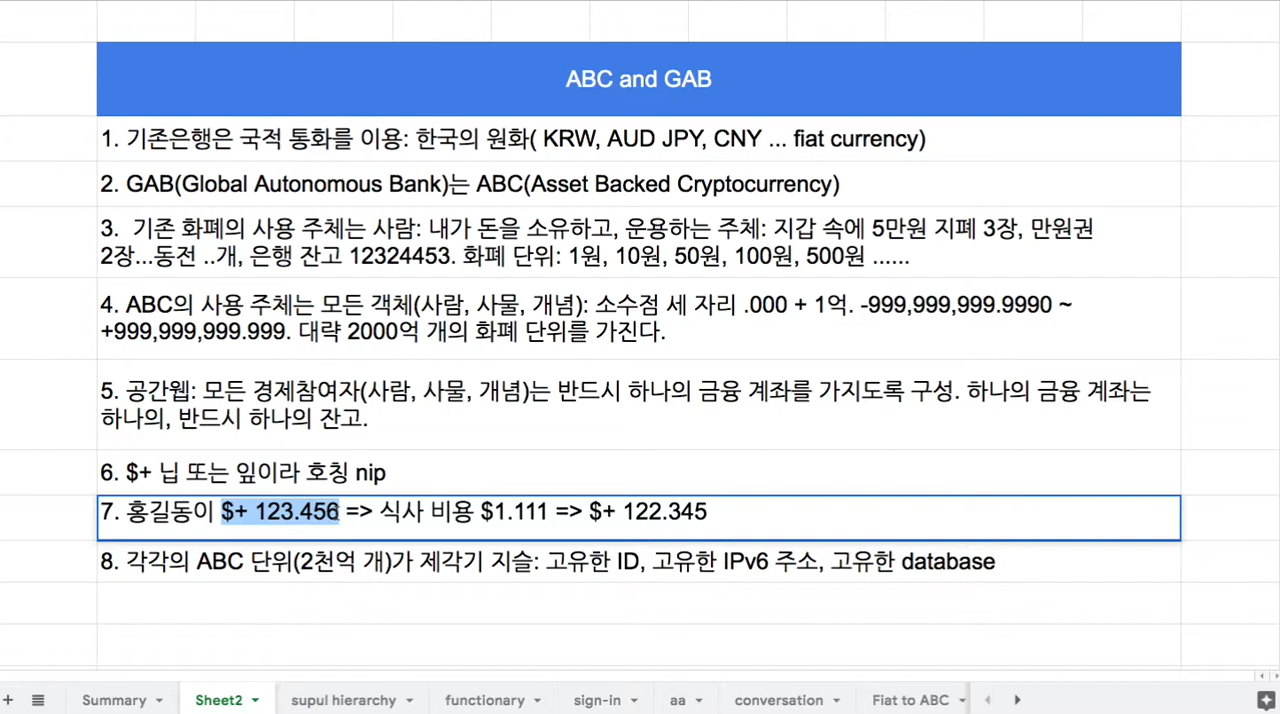 ABC and GAB
1. 기존은행은 국적 통화를 이용: 한국의 원화( KRW, AUD JPY, CNY ... fiat currency)
2. GAB(Global Autonomous Bank)는 ABC(Asset Backed Cryptocurrency)
3.  기존 화폐의 사용 주체는 사람: 내가 돈을 소유하고, 운용하는 주체: 지갑 속에 5만원 지폐 3장, 만원권
2장...동전 ..개, 은행 잔고 12324453. 화폐 단위: 1원, 10원, 50원, 100원, 500원 ......
4. ABC의 사용 주체는 모든 객체(사람, 사물, 개념): 소수점 세 자리 .000 + 1억. -999,999,999.9990 ~
+999,999,999.999. 대략 2000억 개의 화폐 단위를 가진다.
5. 공간웹: 모든 경제참여자(사람, 사물, 개념)는 반드시 하나의 금융 계좌를 가지도록 구성. 하나의 금융 계좌는
하나의, 반드시 하나의 잔고.
6. $+ 닙 또는 잎이라 호칭 nip
7. 홍길동이 $+ 123.456 => 식사 비용 $1.111 => $+ 122.345
8. 각각의 ABC 단위(2천억 개)가 제각기 지슬: 고유한 ID, 고유한 IPv6 주소, 고유한 database
+ Summary Sheet2 supul hierarchy functionary sign-in aa conversation Fiat to ABC